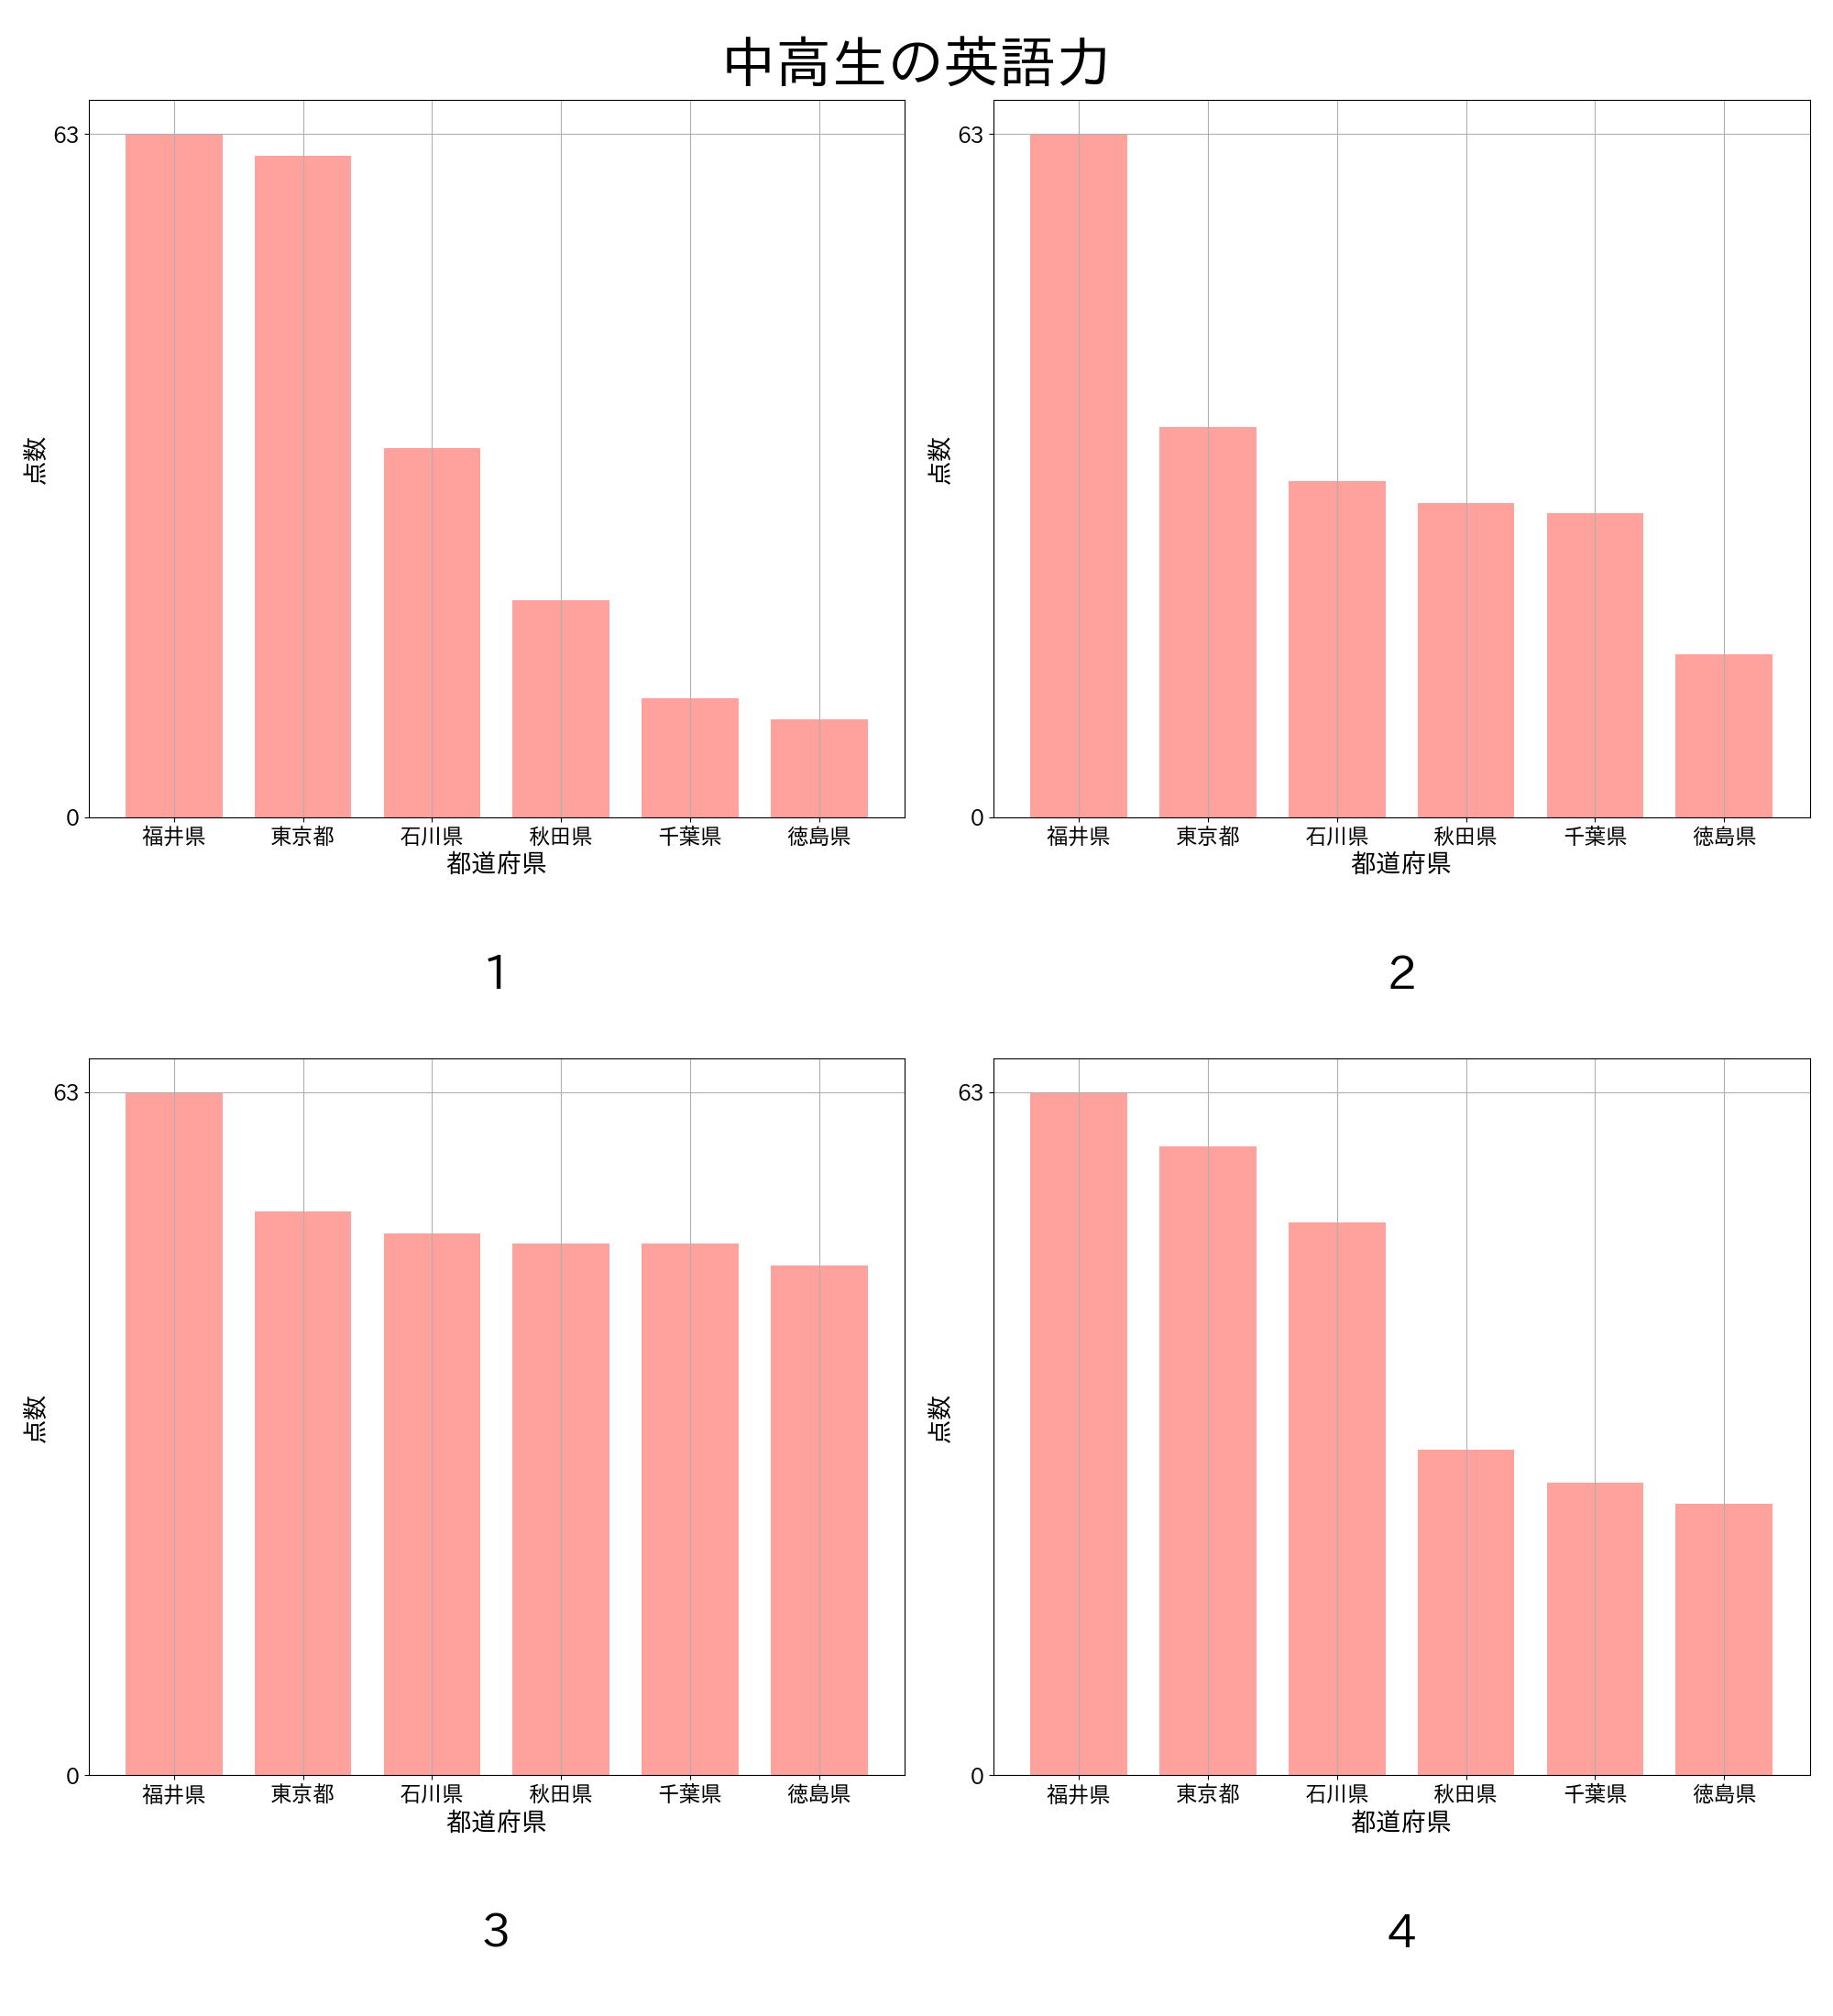 中高生の英語力
63
点数
0
福井県 東京都 石川県 秋田県 千葉県 徳島県
都道府県
1
63
点数
0
福井県 東京都 石川県 秋田県 千葉県 徳島県
都道府県
2
63
点数
0
福井県 東京都 石川県 秋田県 千葉県 徳島県
都道府県
3
63
点数
0
福井県 東京都 石川県 秋田県 千葉県 徳島県
都道府県
4